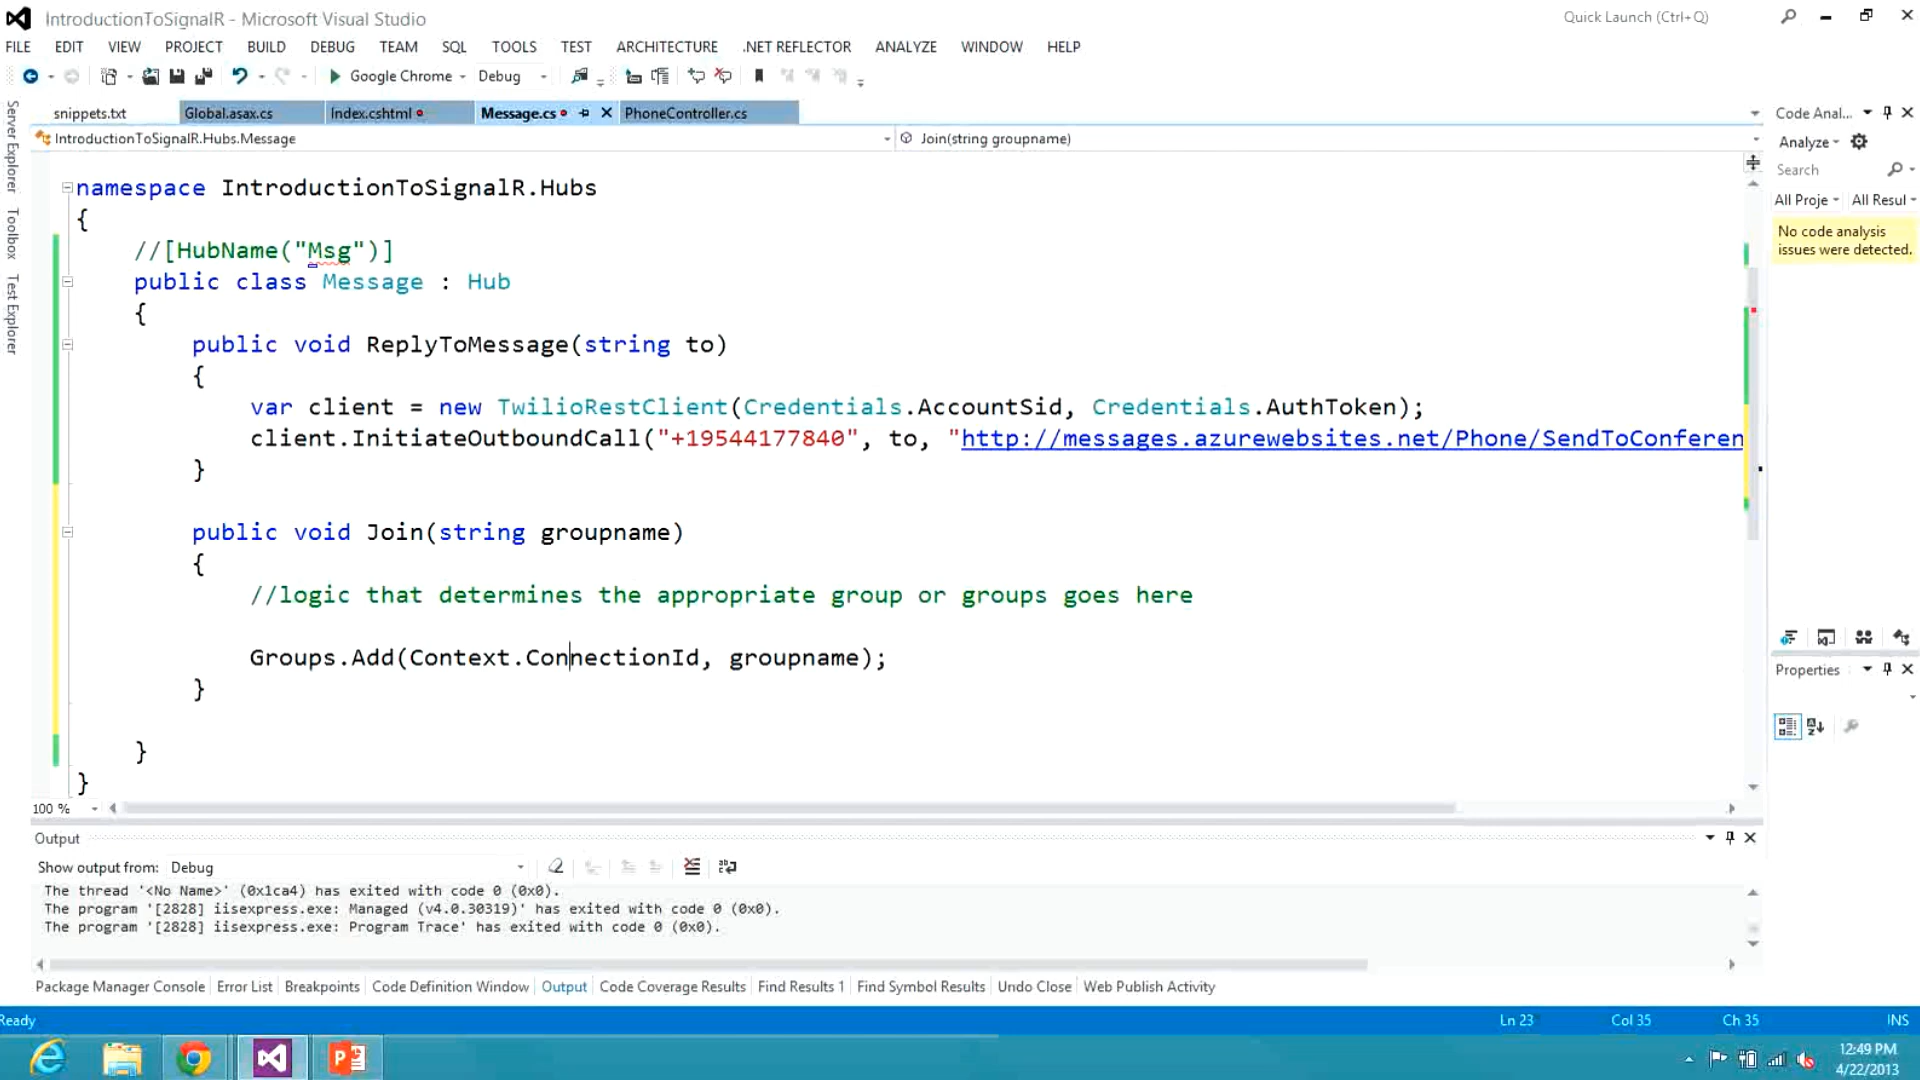 IntroductionToSignalR - Microsoft Visual Studio
Quick Launch (Ctrl+Q)
FILE EDIT VIEW PROJECT BUILD DEBUG TEAM SQL TOOLS TEST ARCHITECTURE .NET REFLECTOR ANALYZE WINDOW HELP
Google Chrome Debug
Server Explorer
Toolbox
Test Explorer
snippets.txt Global.asax.cs Index.cshtml Message.cs PhoneController.cs
IntroductionToSignalR.Hubs.Message
Join(string groupname)
namespace IntroductionToSignalR.Hubs
{
//[HubName("Msg")]
public class Message : Hub
{
public void ReplyToMessage(string to)
{
var client = new TwilioRestClient(Credentials.AccountSid, Credentials.AuthToken);
client.InitiateOutboundCall("+19544177840", to, "http://messages.azurewebsites.net/Phone/SendToConferen
}
public void Join(string groupname)
{
//logic that determines the appropriate group or groups goes here
Groups.Add(Context.ConnectionId, groupname);
}
}
}
100 %
Code Anal...
Analyze
Search
All Proje All Resul
No code analysis
issues were detected.
Properties
Output
Show output from: Debug
The thread '<No Name>' (0x1ca4) has exited with code 0 (0x0).
The program '[2828] iisexpress.exe: Managed (v4.0.30319)' has exited with code 0 (0x0).
The program '[2828] iisexpress.exe: Program Trace' has exited with code 0 (0x0).
Package Manager Console Error List Breakpoints Code Definition Window Output Code Coverage Results Find Results 1 Find Symbol Results Undo Close Web Publish Activity
Ready
Ln 23 Col 35 Ch 35 INS
12:49 PM
4/22/2013